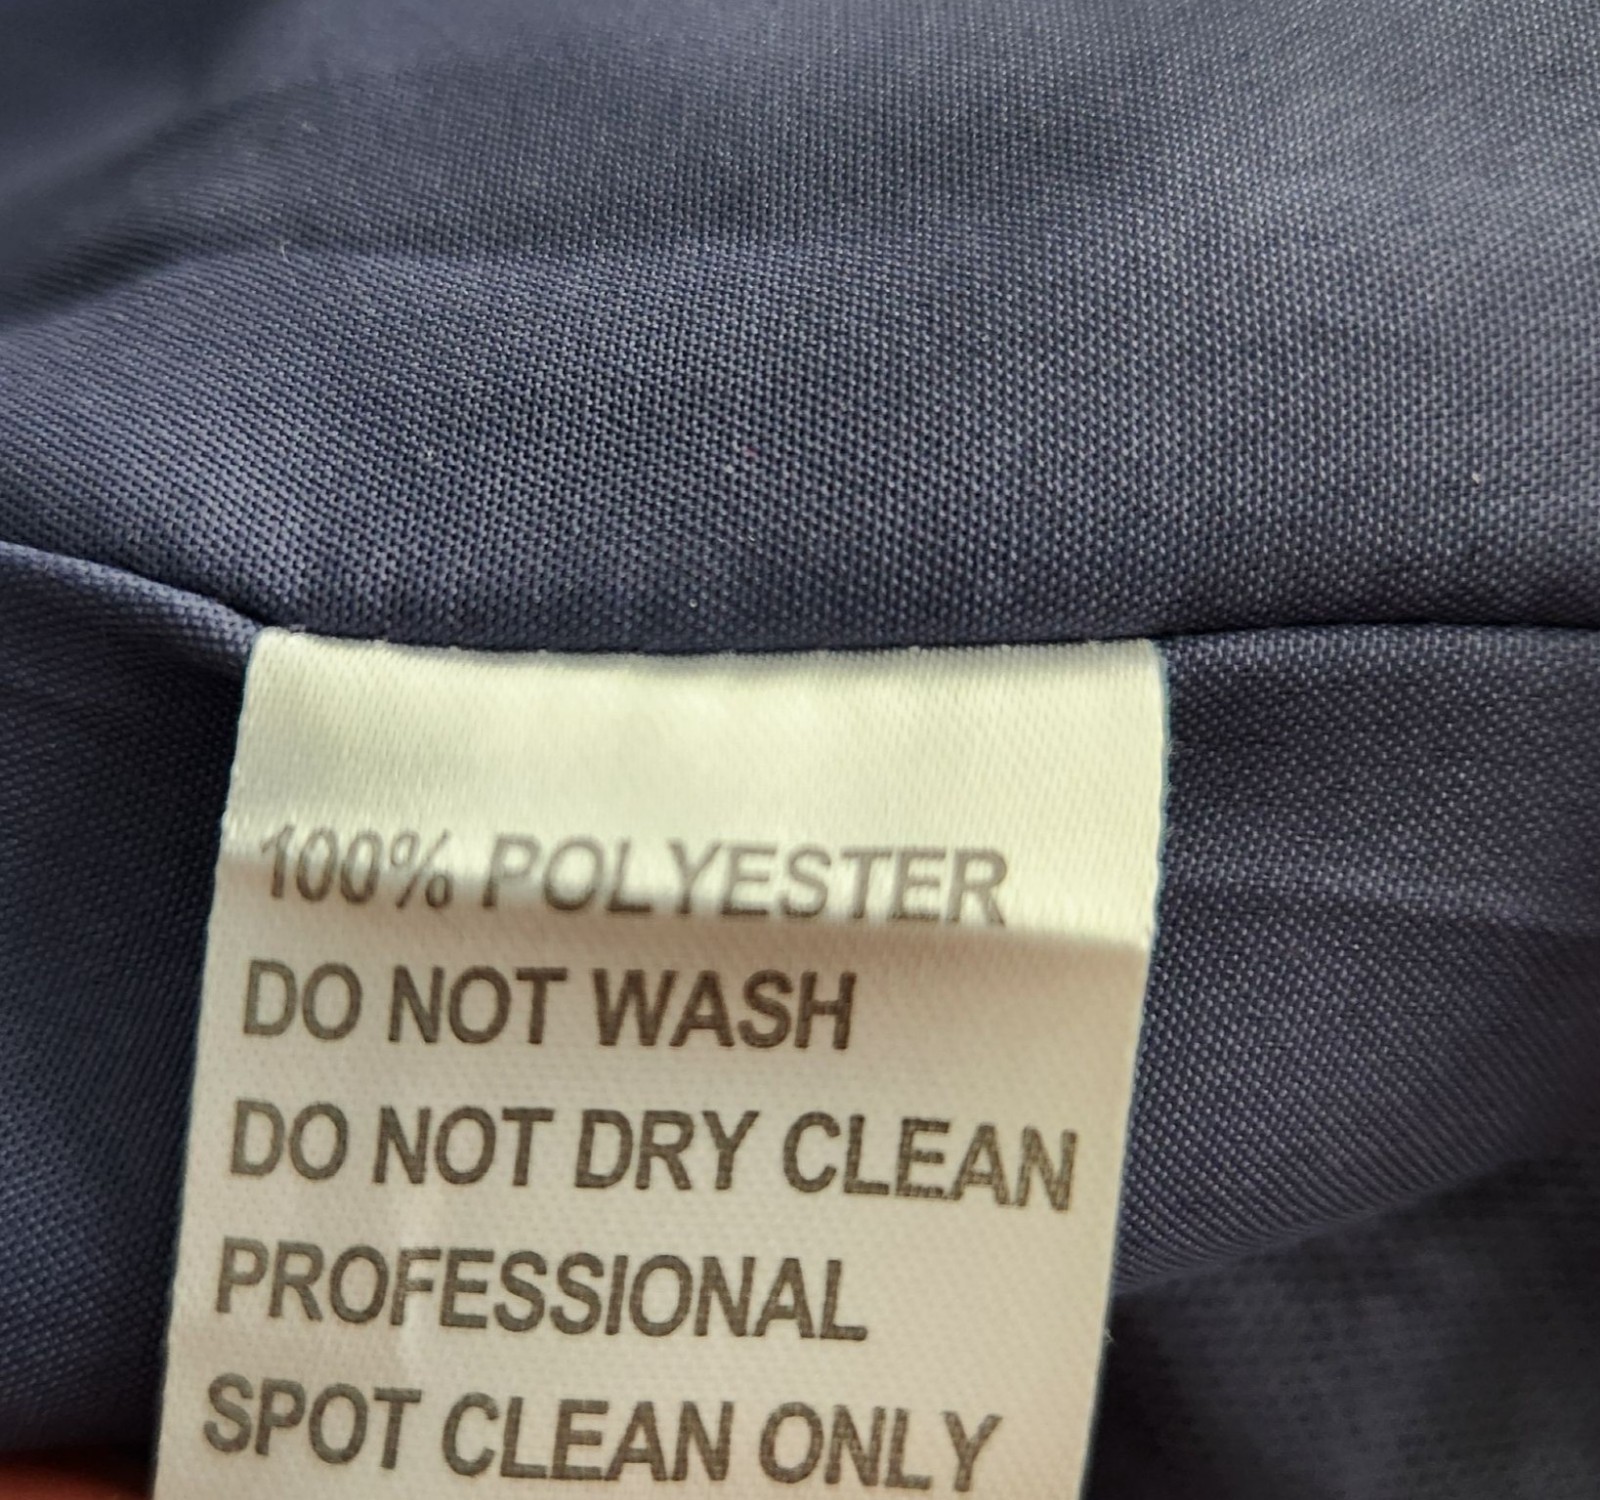 100% POLYESTER
DO NOT WASH
DO NOT DRY CLEAN
PROFESSIONAL
SPOT CLEAN ONLY